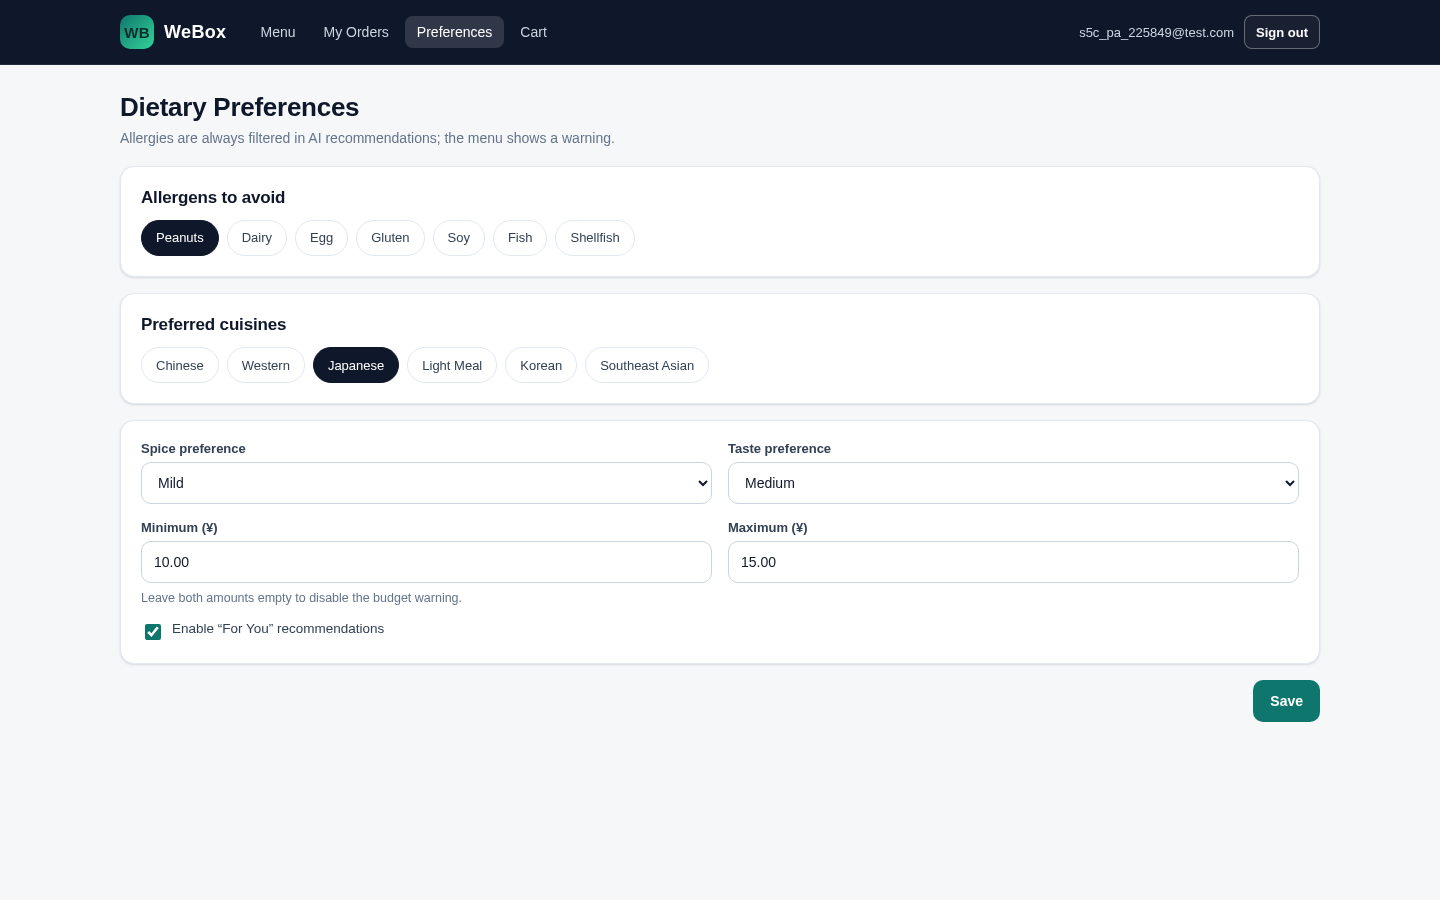 WB WeBox Menu My Orders Preferences Cart s5c_pa_225849@test.com Sign out
Dietary Preferences
Allergies are always filtered in AI recommendations; the menu shows a warning.
Allergens to avoid
Peanuts Dairy Egg Gluten Soy Fish Shellfish
Preferred cuisines
Chinese Western Japanese Light Meal Korean Southeast Asian
Spice preference Taste preference
Mild Medium
Minimum (¥) Maximum (¥)
10.00 15.00
Leave both amounts empty to disable the budget warning.
Enable “For You” recommendations
Save